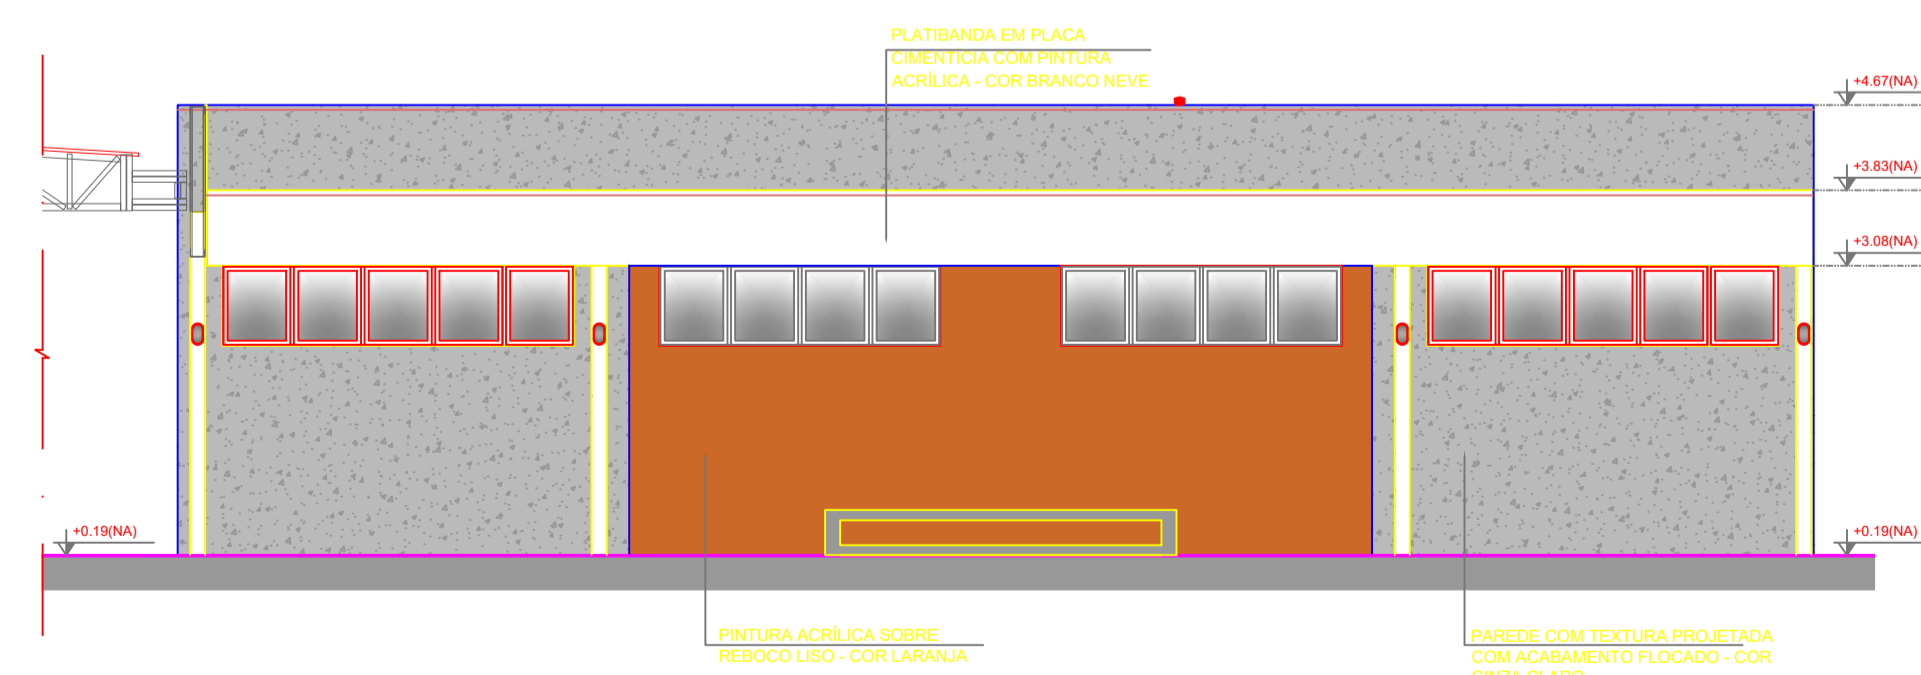 PLATIBANDA EM PLACA
CIMENTÍCIA COM PINTURA
ACRÍLICA - COR BRANCO NEVE
+4.67(NA)
+3.83(NA)
+3.08(NA)
+0.19(NA)
+0.19(NA)
PINTURA ACRÍLICA SOBRE
REBOCO LISO - COR LARANJA
PAREDE COM TEXTURA PROJETADA
COM ACABAMENTO FLOCADO - COR
CINZA CLARO